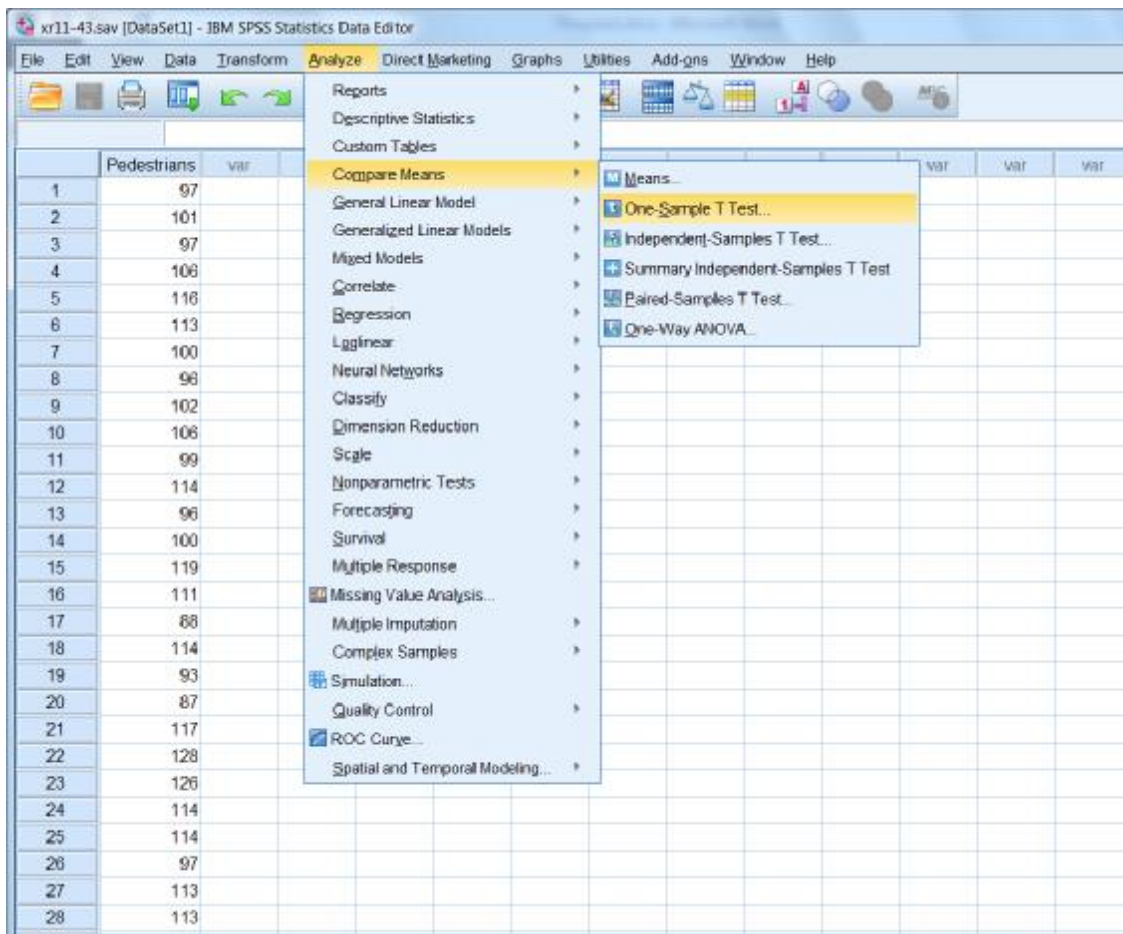 xr11-43.sav [DataSet1] - IBM SPSS Statistics Data Editor
File Edit View Data Transform Analyze Direct Marketing Graphs Utilities Add-ons Window Help
Reports
Descriptive Statistics
Custom Tables
Compare Means
General Linear Model
Generalized Linear Models
Mixed Models
Correlate
Regression
Loglinear
Neural Networks
Classify
Dimension Reduction
Scale
Nonparametric Tests
Forecasting
Survival
Multiple Response
Missing Value Analysis...
Multiple Imputation
Complex Samples
Simulation...
Quality Control
ROC Curve...
Spatial and Temporal Modeling...
Means...
One-Sample T Test...
Independent-Samples T Test...
Summary Independent-Samples T Test
Paired-Samples T Test...
One-Way ANOVA...
Pedestrians var var var var
1 97
2 101
3 97
4 106
5 116
6 113
7 100
8 96
9 102
10 106
11 99
12 114
13 96
14 100
15 119
16 111
17 88
18 114
19 93
20 87
21 117
22 128
23 126
24 114
25 114
26 97
27 113
28 113